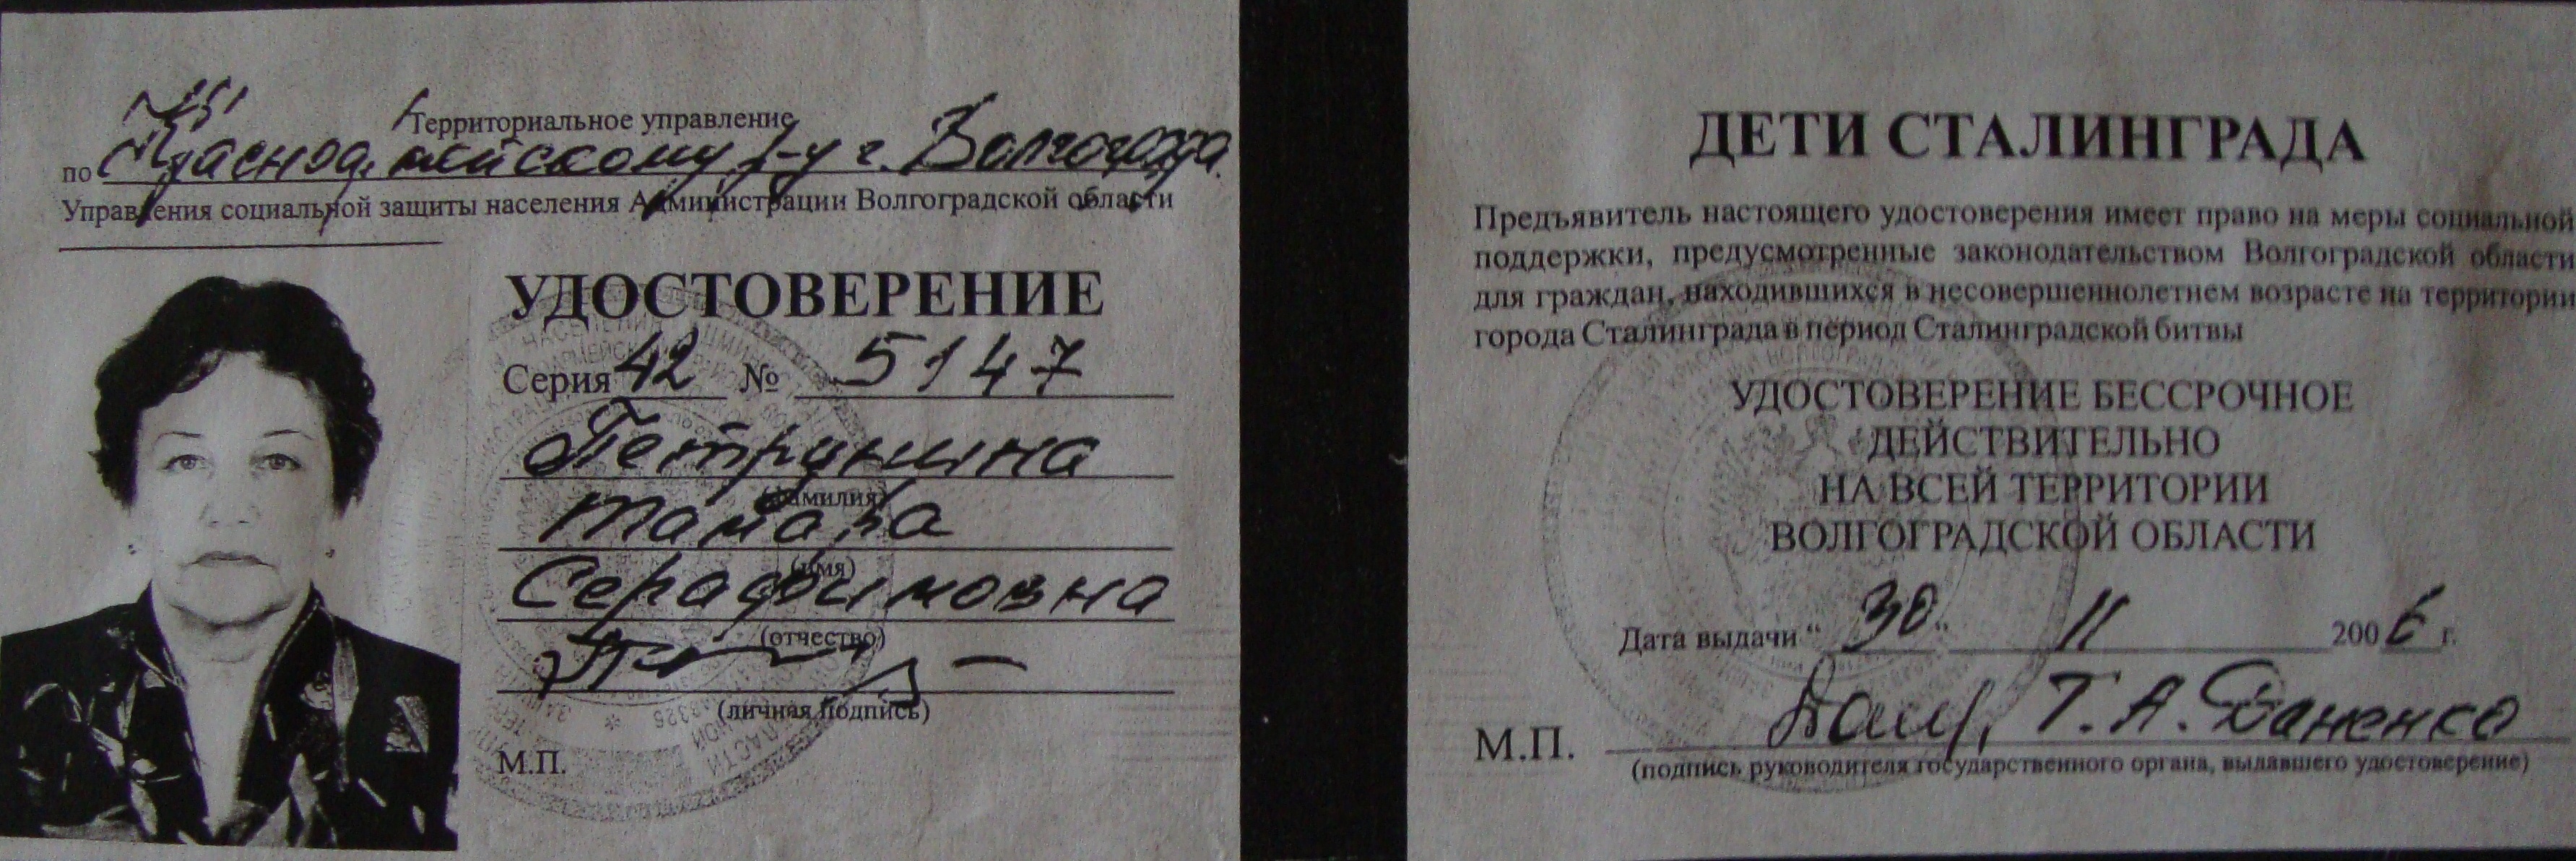 Территориальное управление
по Красноармейскому р-у г. Волгограда
Управления социальной защиты населения Администрации Волгоградской области
УДОСТОВЕРЕНИЕ
Серия 42 № 5147
Петрунина
(фамилия)
Тамара
(имя)
Серафимовна
(отчество)
(личная подпись)
М.П.
ДЕТИ СТАЛИНГРАДА
Предъявитель настоящего удостоверения имеет право на меры социальной
поддержки, предусмотренные законодательством Волгоградской области
для граждан, находившихся в несовершеннолетнем возрасте на территории
города Сталинграда в период Сталинградской битвы
УДОСТОВЕРЕНИЕ БЕССРОЧНОЕ
ДЕЙСТВИТЕЛЬНО
НА ВСЕЙ ТЕРРИТОРИИ
ВОЛГОГРАДСКОЙ ОБЛАСТИ
Дата выдачи “ 30 ” 11 2006 г.
М.П. Т. А. Даненко
(подпись руководителя государственного органа, выдавшего удостоверение)